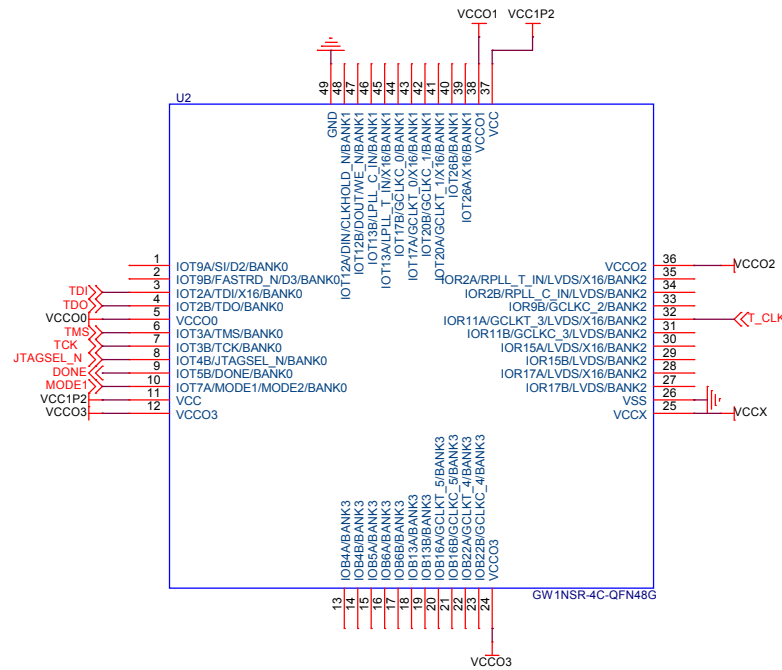 VCCO1
VCC1P2
49
48
47
46
45
44
43
42
41
40
39
38
37
U2
GND
IOT12A/DIN/CLKHOLD_N/BANK1
IOT12B/DOUT/WE_N/BANK1
IOT13B/LPLL_C_IN/BANK1
IOT13A/LPLL_T_IN/X16/BANK1
IOT17B/GCLKC_0/BANK1
IOT17A/GCLKT_0/X16/BANK1
IOT20B/GCLKC_1/BANK1
IOT20A/GCLKT_1/X16/BANK1
IOT26B/BANK1
IOT26A/X16/BANK1
VCCO1
VCC
1 IOT9A/SI/D2/BANK0
2 IOT9B/FASTRD_N/D3/BANK0
TDI 3 IOT2A/TDI/X16/BANK0
TDO 4 IOT2B/TDO/BANK0
VCCO0 5 VCCO0
TMS 6 IOT3A/TMS/BANK0
TCK 7 IOT3B/TCK/BANK0
JTAGSEL_N 8 IOT4B/JTAGSEL_N/BANK0
DONE 9 IOT5B/DONE/BANK0
MODE1 10 IOT7A/MODE1/MODE2/BANK0
VCC1P2 11 VCC
VCCO3 12 VCCO3
VCCO2 36 VCCO2
IOR2A/RPLL_T_IN/LVDS/X16/BANK2 35
IOR2B/RPLL_C_IN/LVDS/BANK2 34
IOR9B/GCLKC_2/BANK2 33
IOR11A/GCLKT_3/LVDS/X16/BANK2 32 T_CLK
IOR11B/GCLKC_3/LVDS/BANK2 31
IOR15A/LVDS/X16/BANK2 30
IOR15B/LVDS/BANK2 29
IOR17A/LVDS/X16/BANK2 28
IOR17B/LVDS/BANK2 27
VSS 26
VCCX 25 VCCX
IOB4A/BANK3
IOB4B/BANK3
IOB5A/BANK3
IOB6A/BANK3
IOB6B/BANK3
IOB13A/BANK3
IOB13B/BANK3
IOB16A/GCLKT_5/BANK3
IOB16B/GCLKC_5/BANK3
IOB22A/GCLKT_4/BANK3
IOB22B/GCLKC_4/BANK3
VCCO3
GW1NSR-4C-QFN48G
13
14
15
16
17
18
19
20
21
22
23
24
VCCO3